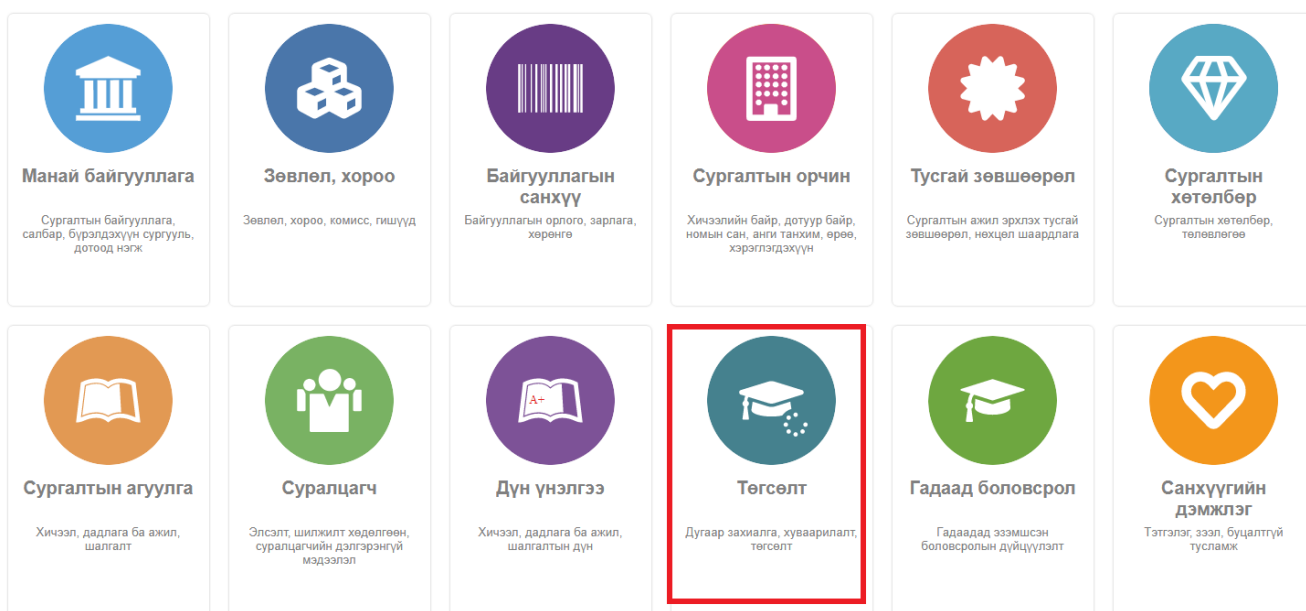 Манай байгууллага
Сургалтын байгууллага,
салбар, бүрэлдэхүүн сургууль,
дотоод нэгж
Зөвлөл, хороо
Зөвлөл, хороо, комисс, гишүүд
Байгууллагын
санхүү
Байгууллагын орлого, зарлага,
хөрөнгө
Сургалтын орчин
Хичээлийн байр, дотуур байр,
номын сан, анги танхим, өрөө,
хэрэглэгдэхүүн
Тусгай зөвшөөрөл
Сургалтын ажил эрхлэх тусгай
зөвшөөрөл, нөхцөл шаардлага
Сургалтын
хөтөлбөр
Сургалтын хөтөлбөр,
төлөвлөгөө
Сургалтын агуулга
Хичээл, дадлага ба ажил,
шалгалт
Суралцагч
Элсэлт, шилжилт хөдөлгөөн,
суралцагчийн дэлгэрэнгүй
мэдээлэл
A+
Дүн үнэлгээ
Хичээл, дадлага ба ажил,
шалгалтын дүн
Төгсөлт
Дугаар захиалга, хуваарилалт,
төгсөлт
Гадаад боловсрол
Гадаадад эзэмшсэн
боловсролын дүйцүүлэлт
Санхүүгийн
дэмжлэг
Тэтгэлэг, зээл, буцалтгүй
тусламж